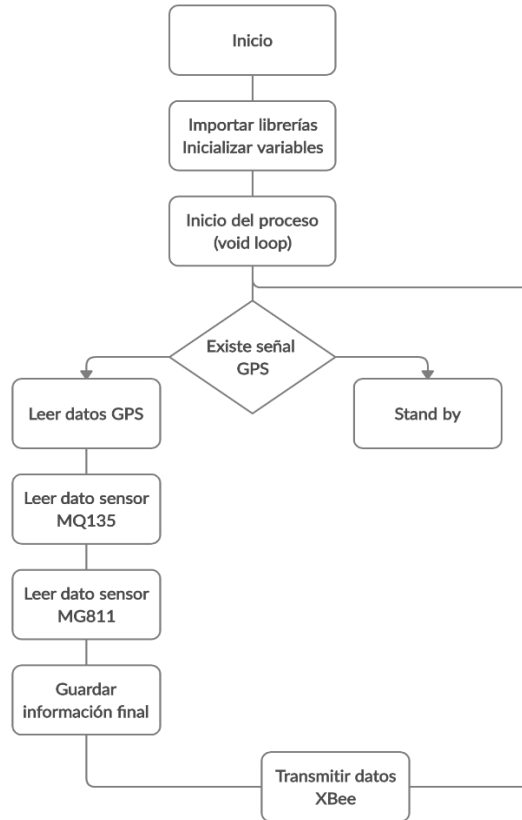 Inicio
Importar librerías
Inicializar variables
Inicio del proceso
(void loop)
Existe señal
GPS
Leer datos GPS
Stand by
Leer dato sensor
MQ135
Leer dato sensor
MG811
Guardar
información final
Transmitir datos
XBee